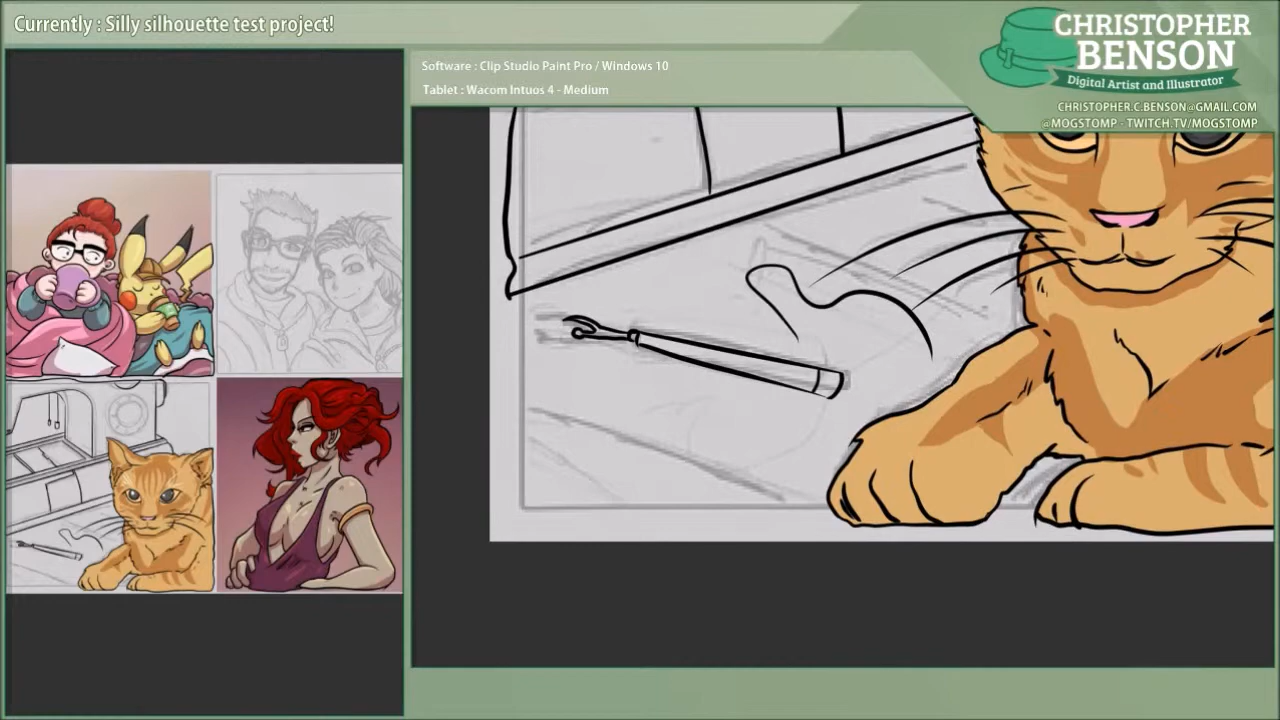 Currently : Silly silhouette test project!
Software : Clip Studio Paint Pro / Windows 10
Tablet : Wacom Intuos 4 - Medium
CHRISTOPHER
BENSON
Digital Artist and Illustrator
CHRISTOPHER.C.BENSON@GMAIL.COM
@MOGSTOMP - TWITCH.TV/MOGSTOMP